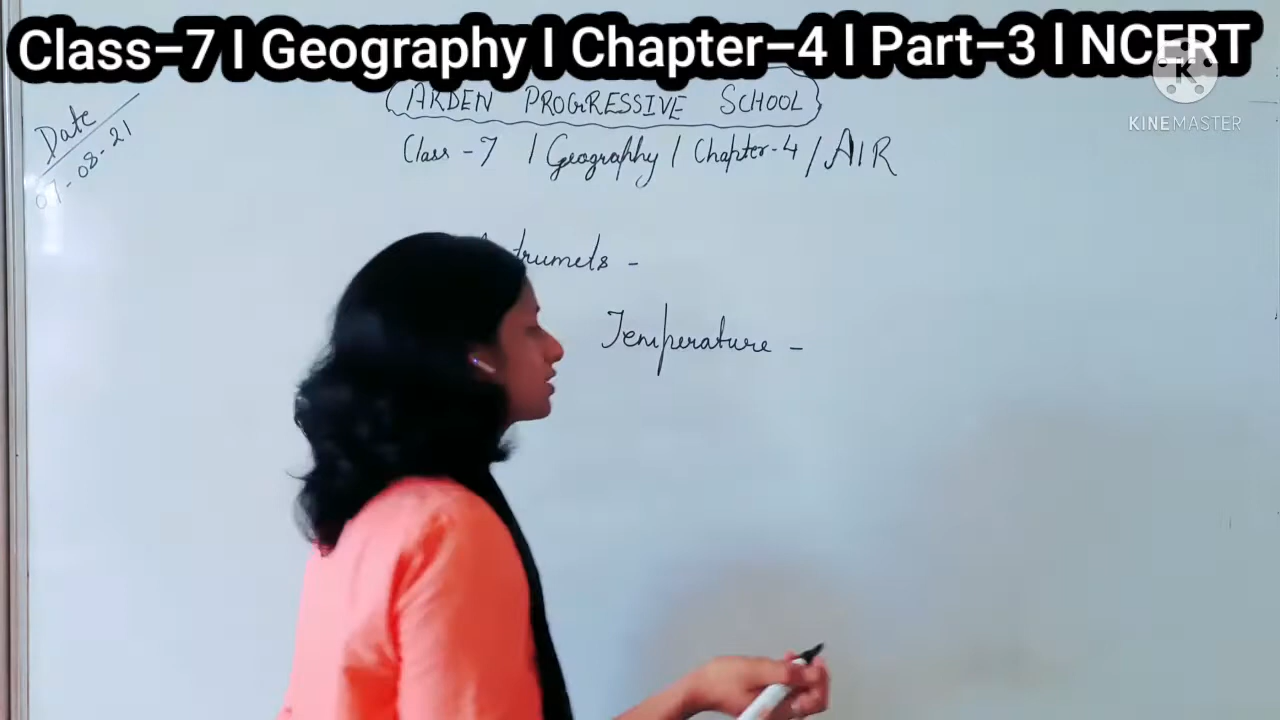 Class–7 l Geography l Chapter–4 l Part–3 l NCERT
K
KINEMASTER
ARDEN PROGRESSIVE SCHOOL
Date
07-08-21
Class -7 | Geography | Chapter-4 / AIR
trumets -
Temperature -